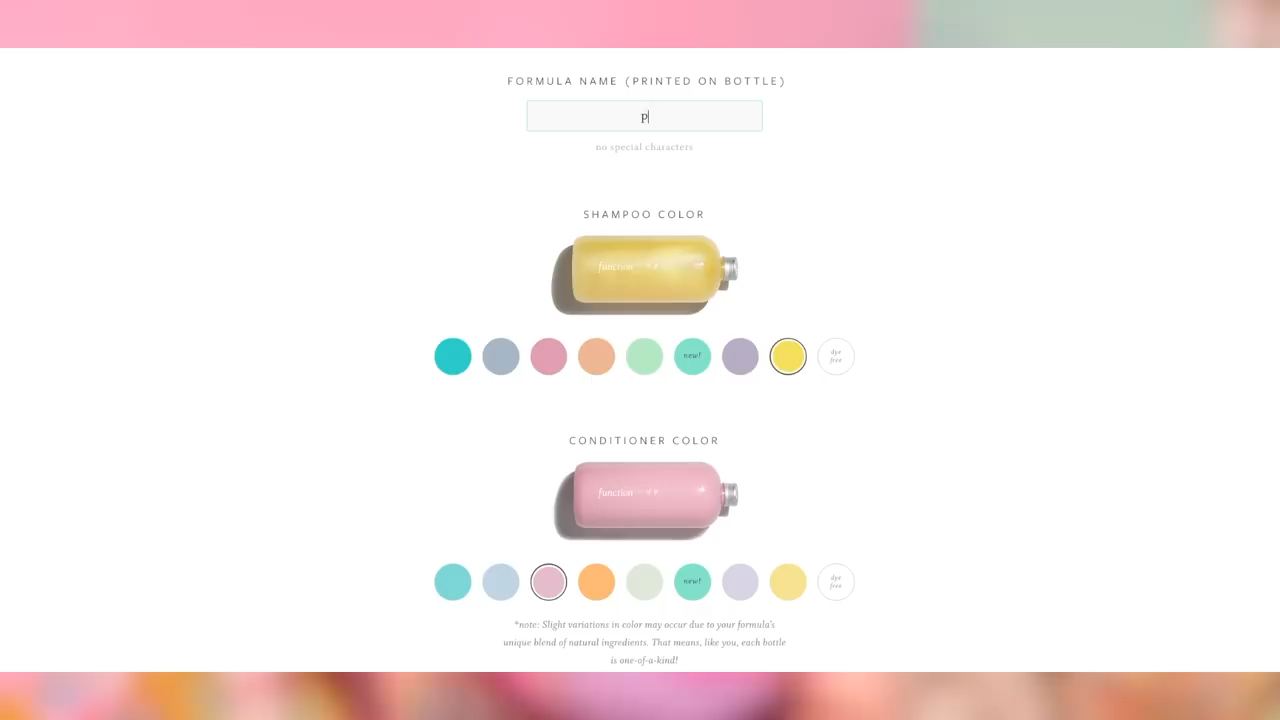 FORMULA NAME (PRINTED ON BOTTLE)
p
no special characters
SHAMPOO COLOR
function of p
new!
dye
free
CONDITIONER COLOR
function of p
new!
dye
free
*note: Slight variations in color may occur due to your formula's
unique blend of natural ingredients. That means, like you, each bottle
is one-of-a-kind!